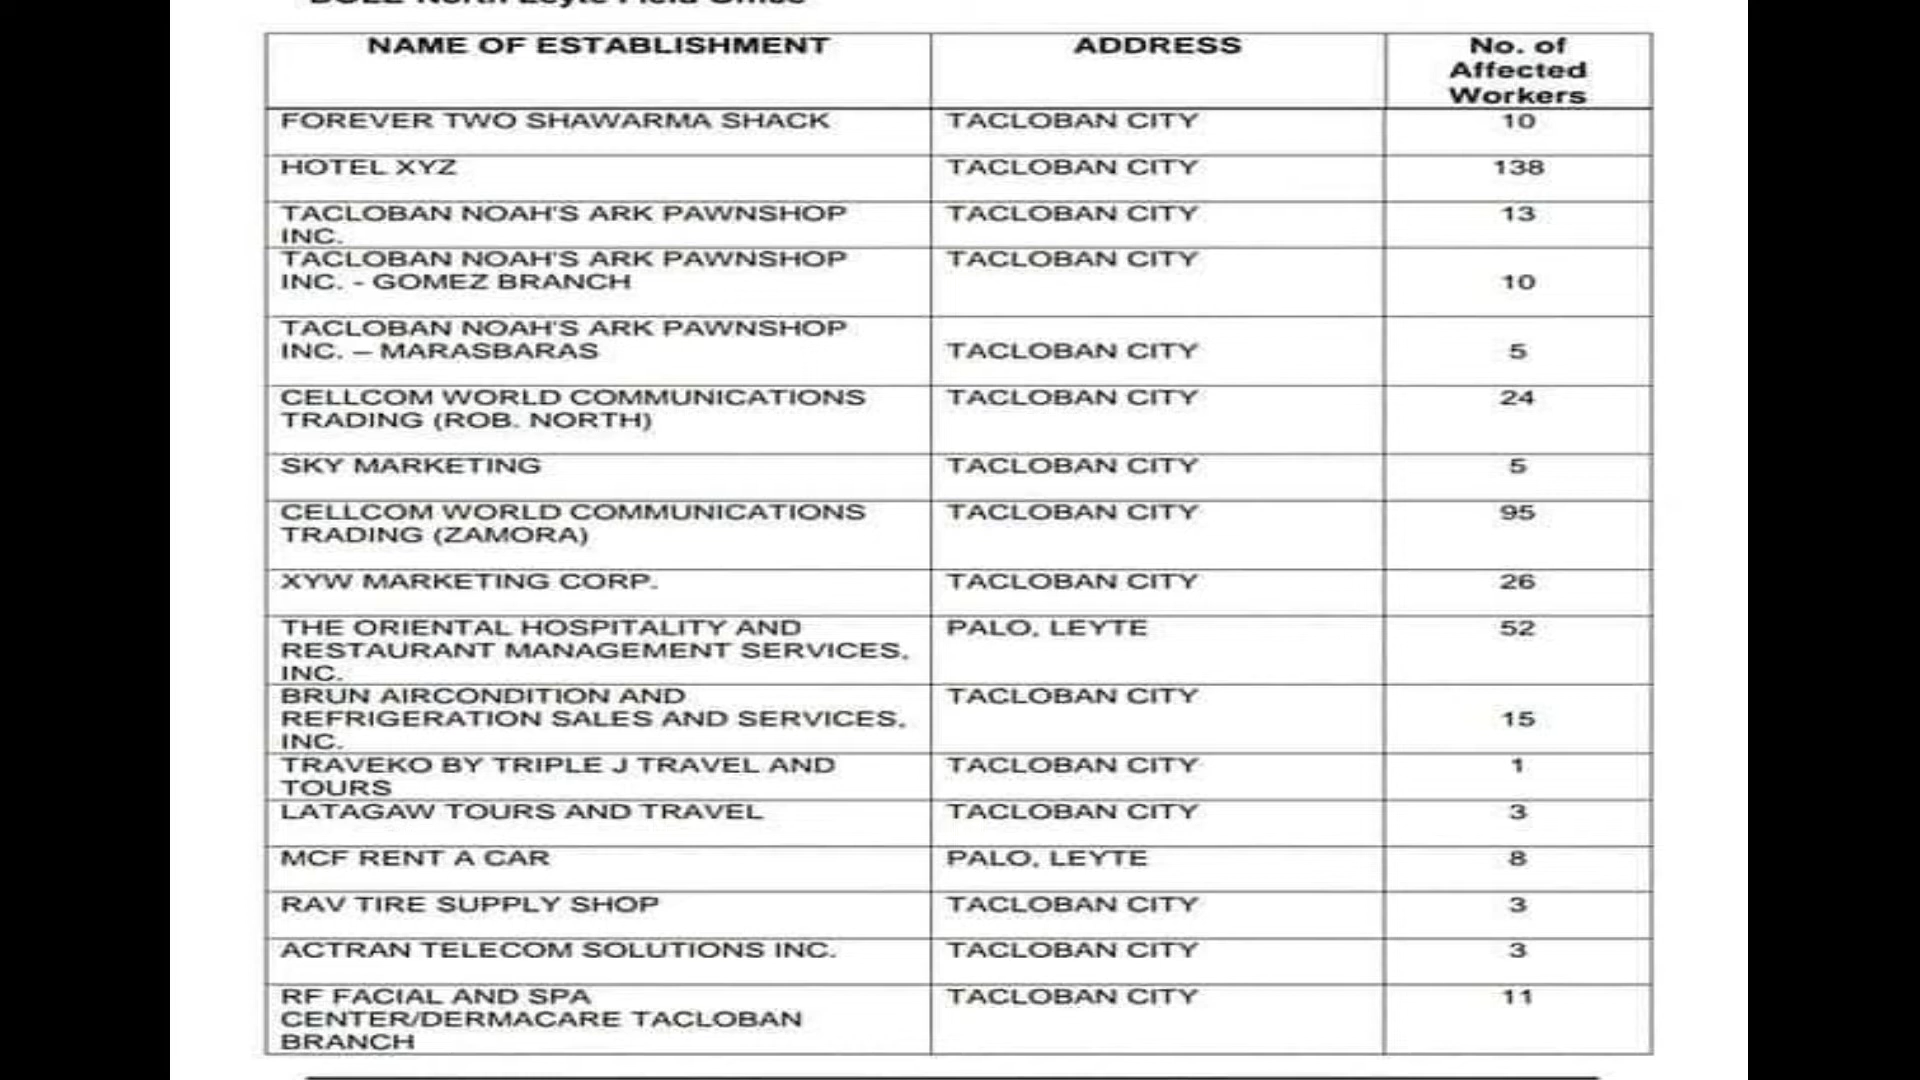 DOLE North Leyte Field Office
NAME OF ESTABLISHMENT ADDRESS No. of
Affected
Workers
FOREVER TWO SHAWARMA SHACK TACLOBAN CITY 10
HOTEL XYZ TACLOBAN CITY 138
TACLOBAN NOAH'S ARK PAWNSHOP TACLOBAN CITY 13
INC.
TACLOBAN NOAH'S ARK PAWNSHOP TACLOBAN CITY
INC. - GOMEZ BRANCH 10
TACLOBAN NOAH'S ARK PAWNSHOP
INC. – MARASBARAS TACLOBAN CITY 5
CELLCOM WORLD COMMUNICATIONS TACLOBAN CITY 24
TRADING (ROB. NORTH)
SKY MARKETING TACLOBAN CITY 5
CELLCOM WORLD COMMUNICATIONS TACLOBAN CITY 95
TRADING (ZAMORA)
XYW MARKETING CORP. TACLOBAN CITY 26
THE ORIENTAL HOSPITALITY AND PALO, LEYTE 52
RESTAURANT MANAGEMENT SERVICES,
INC.
BRUN AIRCONDITION AND TACLOBAN CITY
REFRIGERATION SALES AND SERVICES, 15
INC.
TRAVEKO BY TRIPLE J TRAVEL AND TACLOBAN CITY 1
TOURS
LATAGAW TOURS AND TRAVEL TACLOBAN CITY 3
MCF RENT A CAR PALO, LEYTE 8
RAV TIRE SUPPLY SHOP TACLOBAN CITY 3
ACTRAN TELECOM SOLUTIONS INC. TACLOBAN CITY 3
RF FACIAL AND SPA TACLOBAN CITY 11
CENTER/DERMACARE TACLOBAN
BRANCH